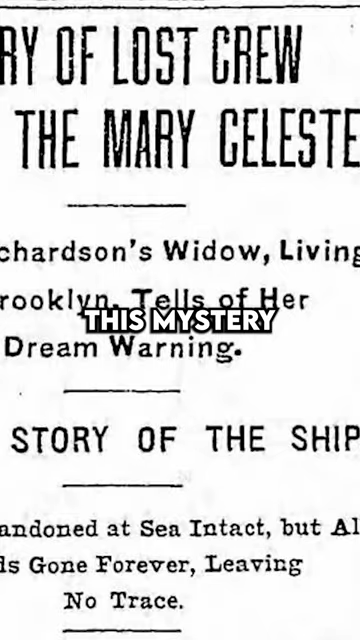 RY OF LOST CREW
THE MARY CELESTE
chardson's Widow, Living
rooklyn, Tells of Her
THIS MYSTERY
Dream Warning.
STORY OF THE SHIP
andoned at Sea Intact, but Al
ds Gone Forever, Leaving
No Trace.